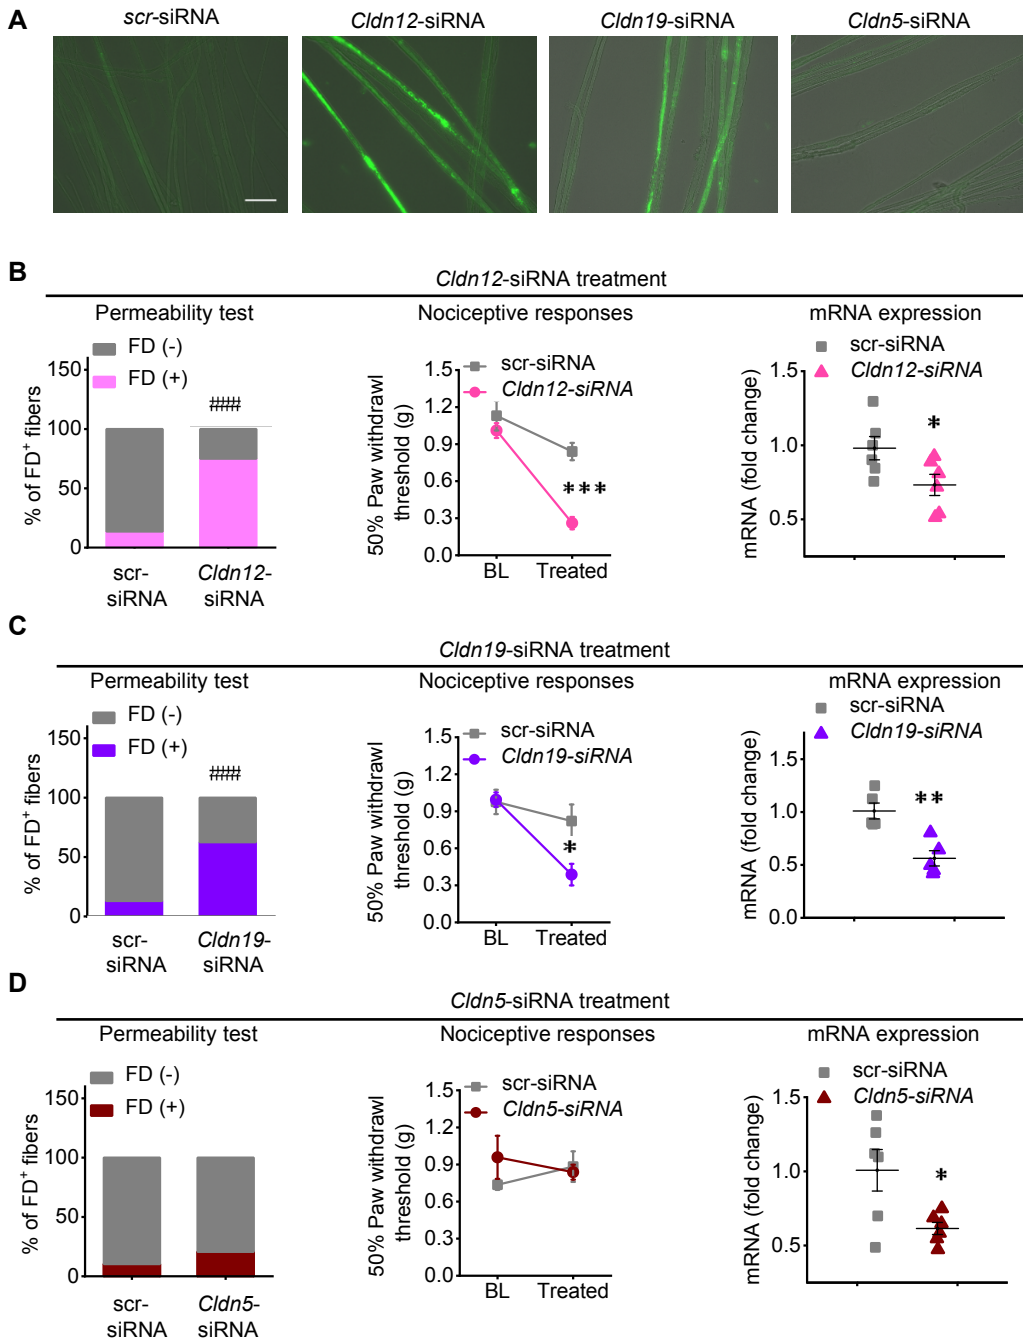 A
scr-siRNA
Cldn12-siRNA
Cldn19-siRNA
Cldn5-siRNA
B
Cldn12-siRNA treatment
Permeability test
Nociceptive responses
mRNA expression
FD (-)
FD (+)
% of FD+ fibers
150
100
50
0
###
scr-
siRNA
Cldn12-
siRNA
scr-siRNA
Cldn12-siRNA
50% Paw withdrawl
threshold (g)
1.5
1.2
0.9
0.6
0.3
0.0
***
BL
Treated
scr-siRNA
Cldn12-siRNA
mRNA (fold change)
1.5
1.0
0.5
*
C
Cldn19-siRNA treatment
Permeability test
Nociceptive responses
mRNA expression
FD (-)
FD (+)
% of FD+ fibers
150
100
50
0
###
scr-
siRNA
Cldn19-
siRNA
scr-siRNA
Cldn19-siRNA
50% Paw withdrawl
threshold (g)
1.5
1.2
0.9
0.6
0.3
0.0
*
BL
Treated
scr-siRNA
Cldn19-siRNA
mRNA (fold change)
1.5
1.0
0.5
0.0
**
D
Cldn5-siRNA treatment
Permeability test
Nociceptive responses
mRNA expression
FD (-)
FD (+)
% of FD+ fibers
150
100
50
0
scr-
siRNA
Cldn5-
siRNA
scr-siRNA
Cldn5-siRNA
50% Paw withdrawl
threshold (g)
1.5
1.2
0.9
0.6
0.3
0.0
BL
Treated
scr-siRNA
Cldn5-siRNA
mRNA (fold change)
1.5
1.0
0.5
*